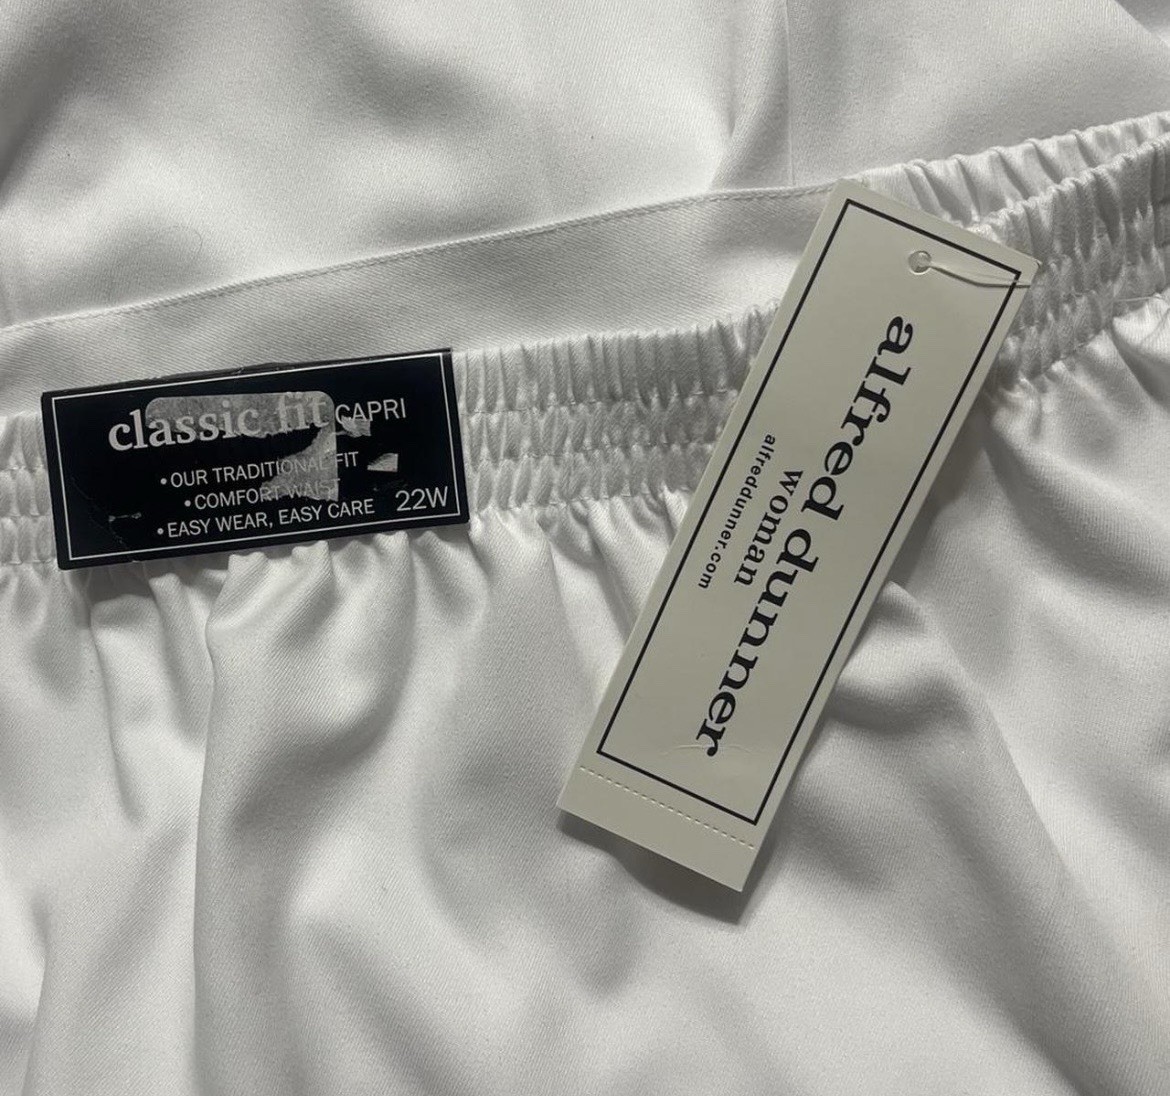 classic fit CAPRI
• OUR TRADITIONAL FIT
• COMFORT WAIST
• EASY WEAR, EASY CARE 22W
alfred dunner
woman
alfreddunner.com